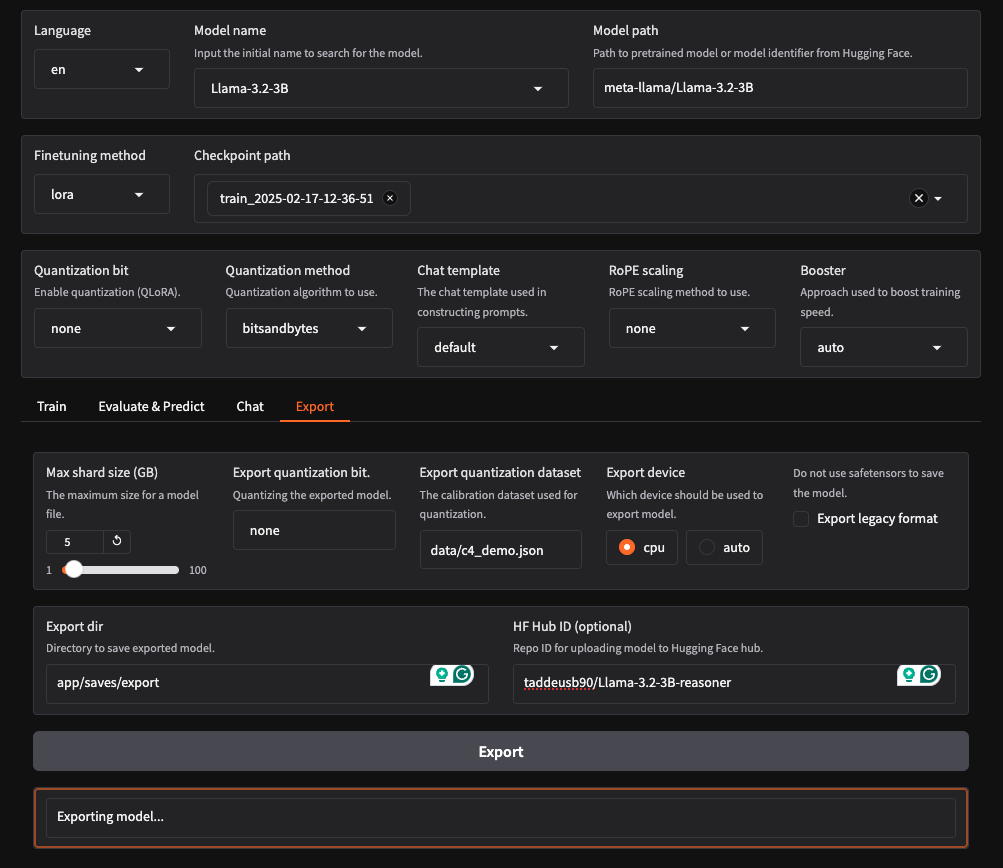 Language
en
Model name
Input the initial name to search for the model.
Llama-3.2-3B
Model path
Path to pretrained model or model identifier from Hugging Face.
meta-llama/Llama-3.2-3B
Finetuning method
lora
Checkpoint path
train_2025-02-17-12-36-51
Quantization bit
Enable quantization (QLoRA).
none
Quantization method
Quantization algorithm to use.
bitsandbytes
Chat template
The chat template used in
constructing prompts.
default
RoPE scaling
RoPE scaling method to use.
none
Booster
Approach used to boost training
speed.
auto
Train
Evaluate & Predict
Chat
Export
Max shard size (GB)
The maximum size for a model
file.
5
1
100
Export quantization bit.
Quantizing the exported model.
none
Export quantization dataset
The calibration dataset used for
quantization.
data/c4_demo.json
Export device
Which device should be used to
export model.
cpu
auto
Do not use safetensors to save
the model.
Export legacy format
Export dir
Directory to save exported model.
app/saves/export
HF Hub ID (optional)
Repo ID for uploading model to Hugging Face hub.
taddeusb90/Llama-3.2-3B-reasoner
Export
Exporting model...